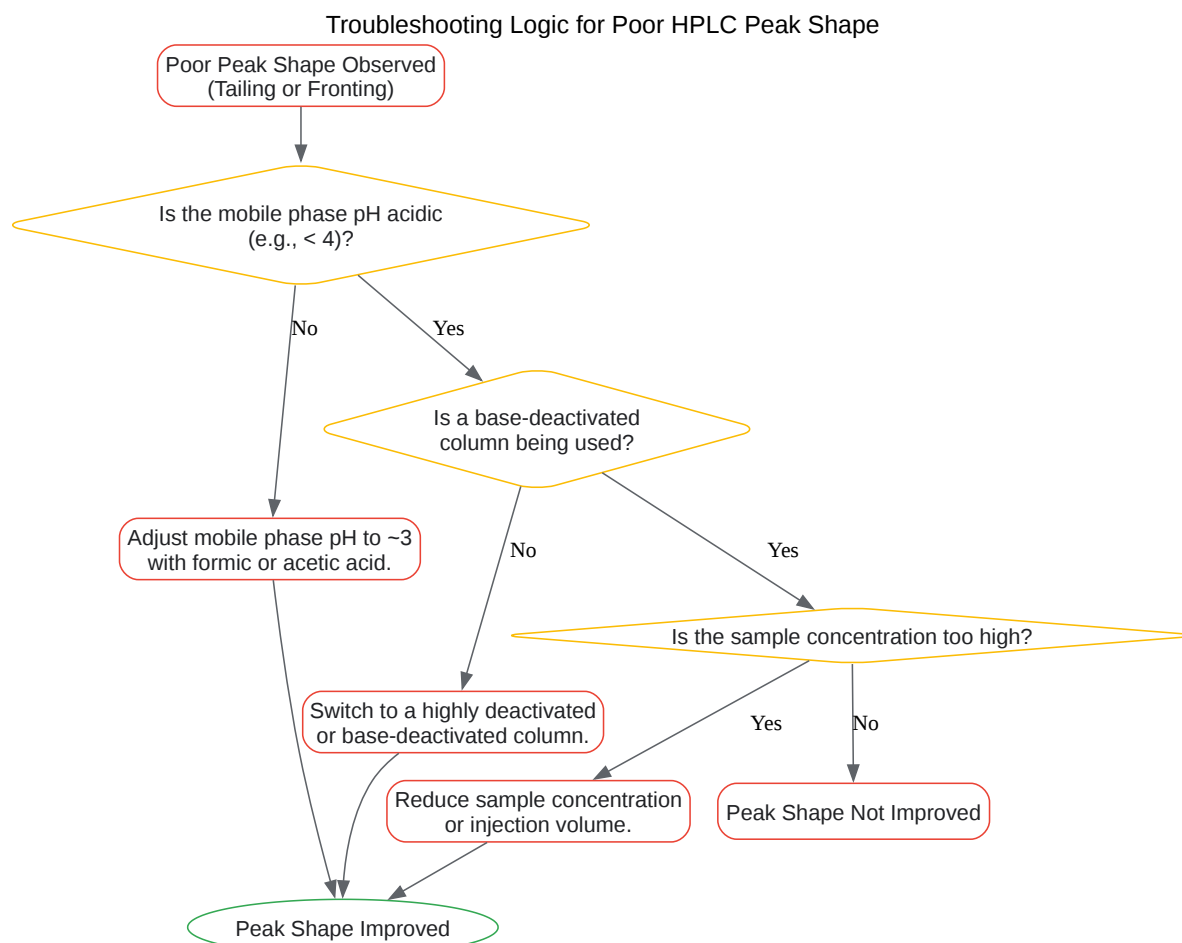 Troubleshooting Logic for Poor HPLC Peak Shape
Poor Peak Shape Observed
(Tailing or Fronting)
Is the mobile phase pH acidic
(e.g., < 4)?
No
Yes
Is a base-deactivated
column being used?
Adjust mobile phase pH to ~3
with formic or acetic acid.
No
Yes
Is the sample concentration too high?
Switch to a highly deactivated
or base-deactivated column.
Yes
No
Reduce sample concentration
or injection volume.
Peak Shape Not Improved
Peak Shape Improved